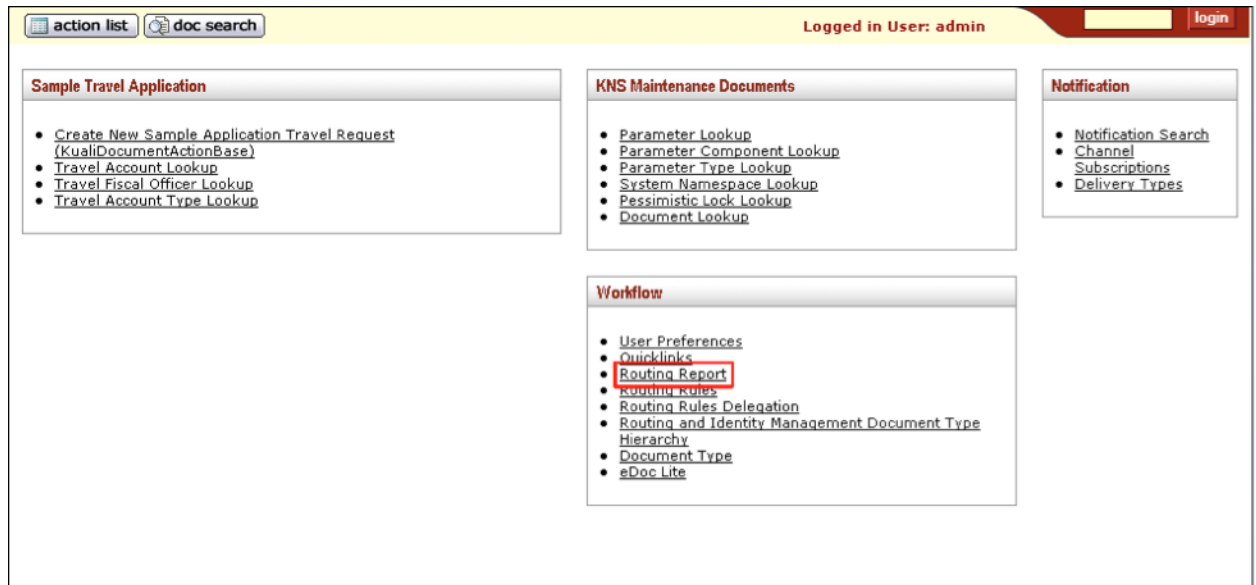 action list doc search Logged in User: admin login
Sample Travel Application
Create New Sample Application Travel Request
(KualiDocumentActionBase)
Travel Account Lookup
Travel Fiscal Officer Lookup
Travel Account Type Lookup
KNS Maintenance Documents
Parameter Lookup
Parameter Component Lookup
Parameter Type Lookup
System Namespace Lookup
Pessimistic Lock Lookup
Document Lookup
Notification
Notification Search
Channel
Subscriptions
Delivery Types
Workflow
User Preferences
Quicklinks
Routing Report
Routing Rules
Routing Rules Delegation
Routing and Identity Management Document Type
Hierarchy
Document Type
eDoc Lite